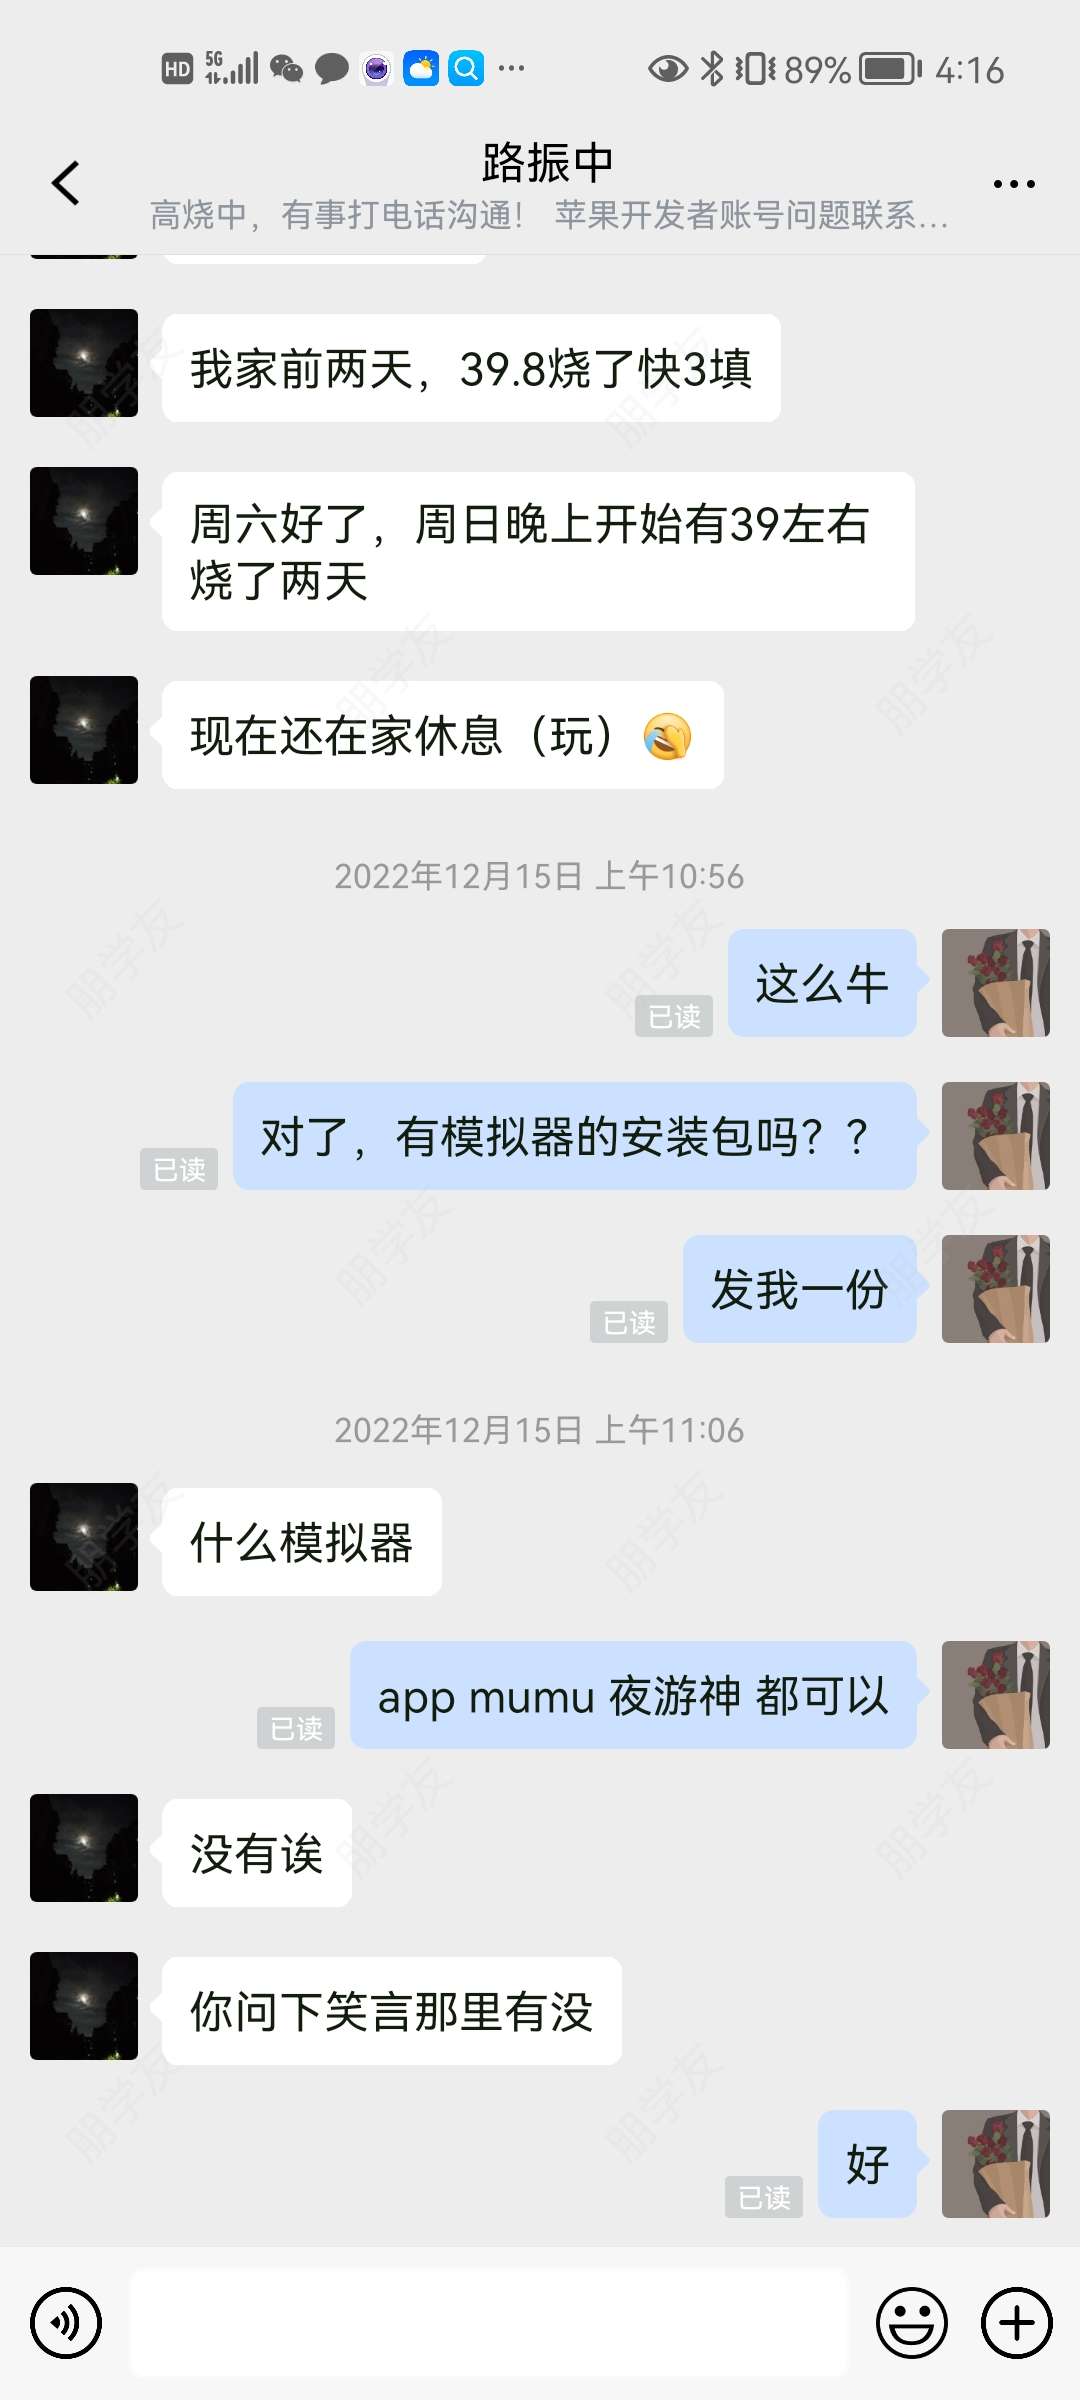 HD 5G 89% 4:16
路振中
高烧中，有事打电话沟通！ 苹果开发者账号问题联系...
我家前两天，39.8烧了快3填
周六好了，周日晚上开始有39左右
烧了两天
现在还在家休息（玩）🤣
2022年12月15日 上午10:56
这么牛
已读
对了，有模拟器的安装包吗？？
已读
发我一份
已读
2022年12月15日 上午11:06
什么模拟器
app mumu 夜游神 都可以
已读
没有诶
你问下笑言那里有没
好
已读
朋学友